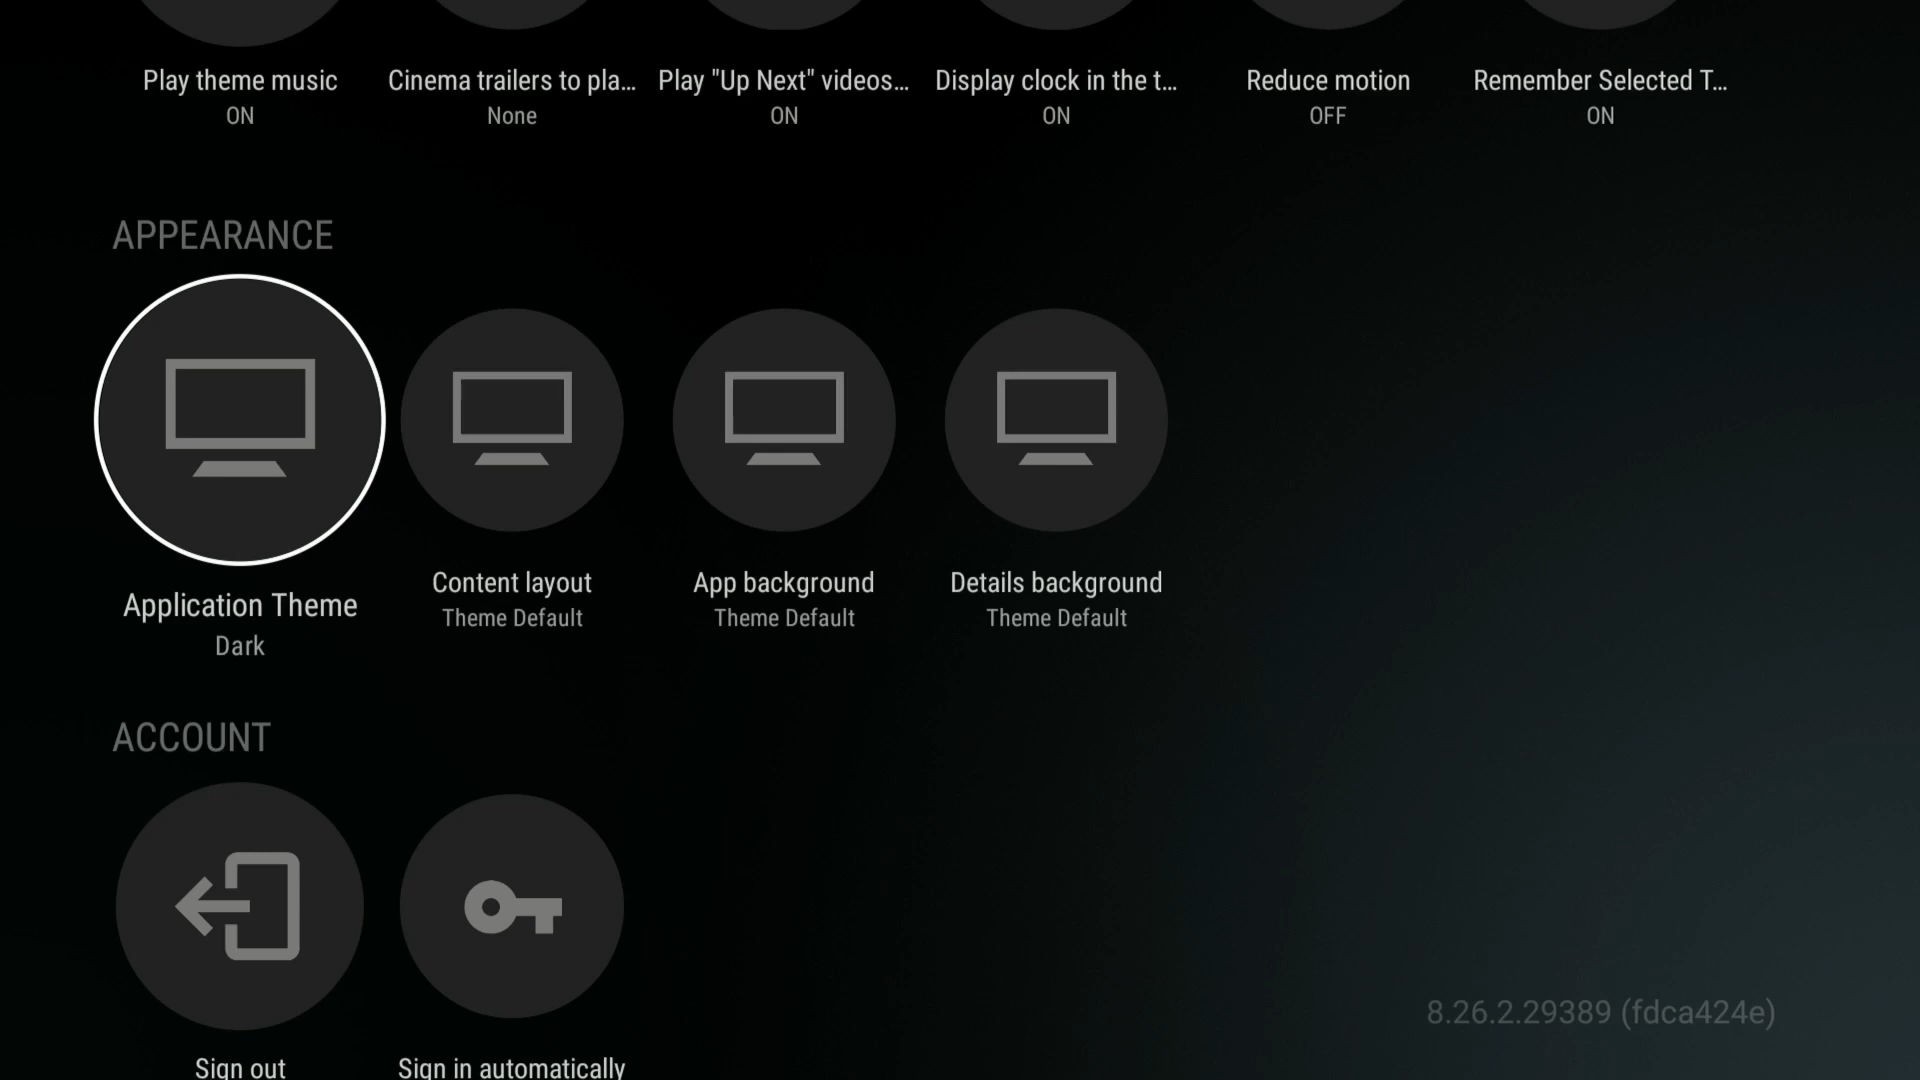 Play theme music
ON
Cinema trailers to pla...
None
Play "Up Next" videos...
ON
Display clock in the t...
ON
Reduce motion
OFF
Remember Selected T...
ON
APPEARANCE
Application Theme
Dark
Content layout
Theme Default
App background
Theme Default
Details background
Theme Default
ACCOUNT
Sign out
Sign in automatically
8.26.2.29389 (fdca424e)